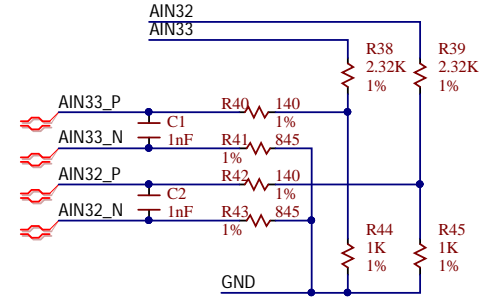 AIN32
AIN33
R38
2.32K
1%
R39
2.32K
1%
AIN33_P
R40 140
1%
C1
1nF
AIN33_N
R41 845
1%
AIN32_P
R42 140
1%
C2
1nF
AIN32_N
R43 845
1%
R44
1K
1%
R45
1K
1%
GND